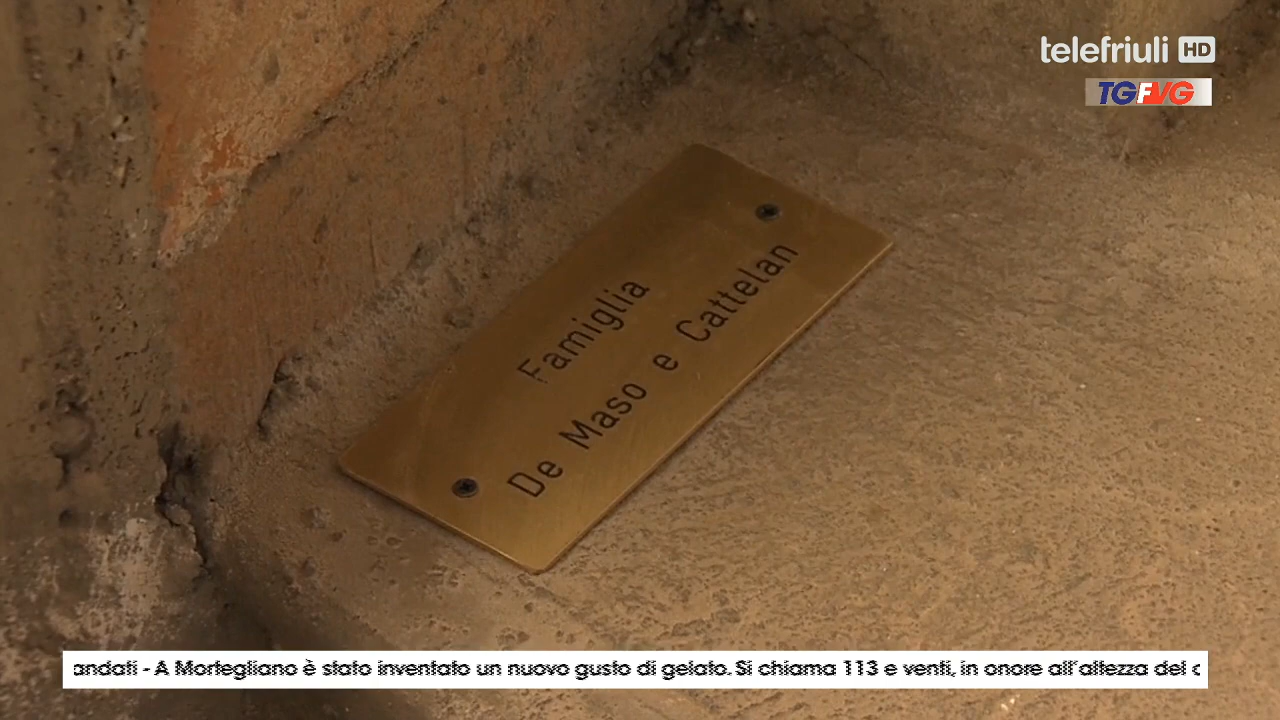 telefriuli HD
TGFVG
Famiglia
De Maso e Cattelan
andati - A Mortegliano è stato inventato un nuovo gusto di gelato. Si chiama 113 e venti, in onore all'altezza del